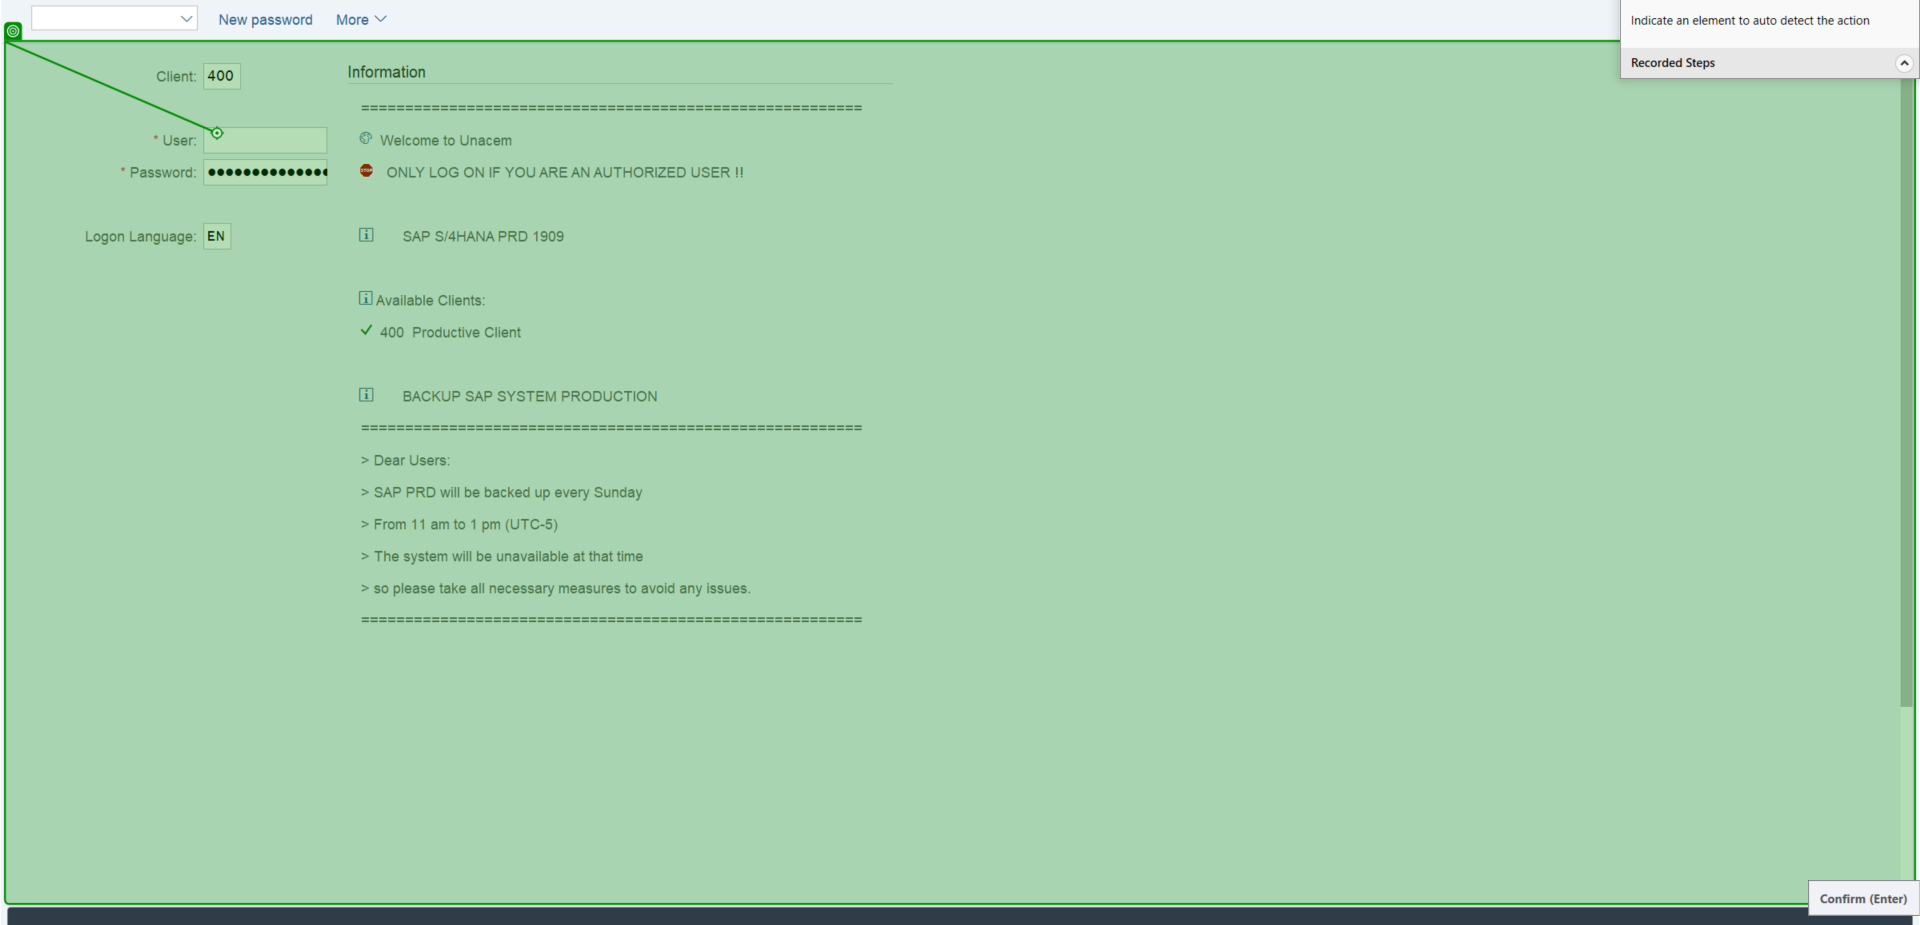 New password More
Indicate an element to auto detect the action
Recorded Steps
Client: 400
Information
========================================================
* User:
Welcome to Unacem
* Password: ●●●●●●●●●●●●●●
STOP ONLY LOG ON IF YOU ARE AN AUTHORIZED USER !!
Logon Language: EN
i SAP S/4HANA PRD 1909
i Available Clients:
400 Productive Client
i BACKUP SAP SYSTEM PRODUCTION
========================================================
> Dear Users:
> SAP PRD will be backed up every Sunday
> From 11 am to 1 pm (UTC-5)
> The system will be unavailable at that time
> so please take all necessary measures to avoid any issues.
========================================================
Confirm (Enter)